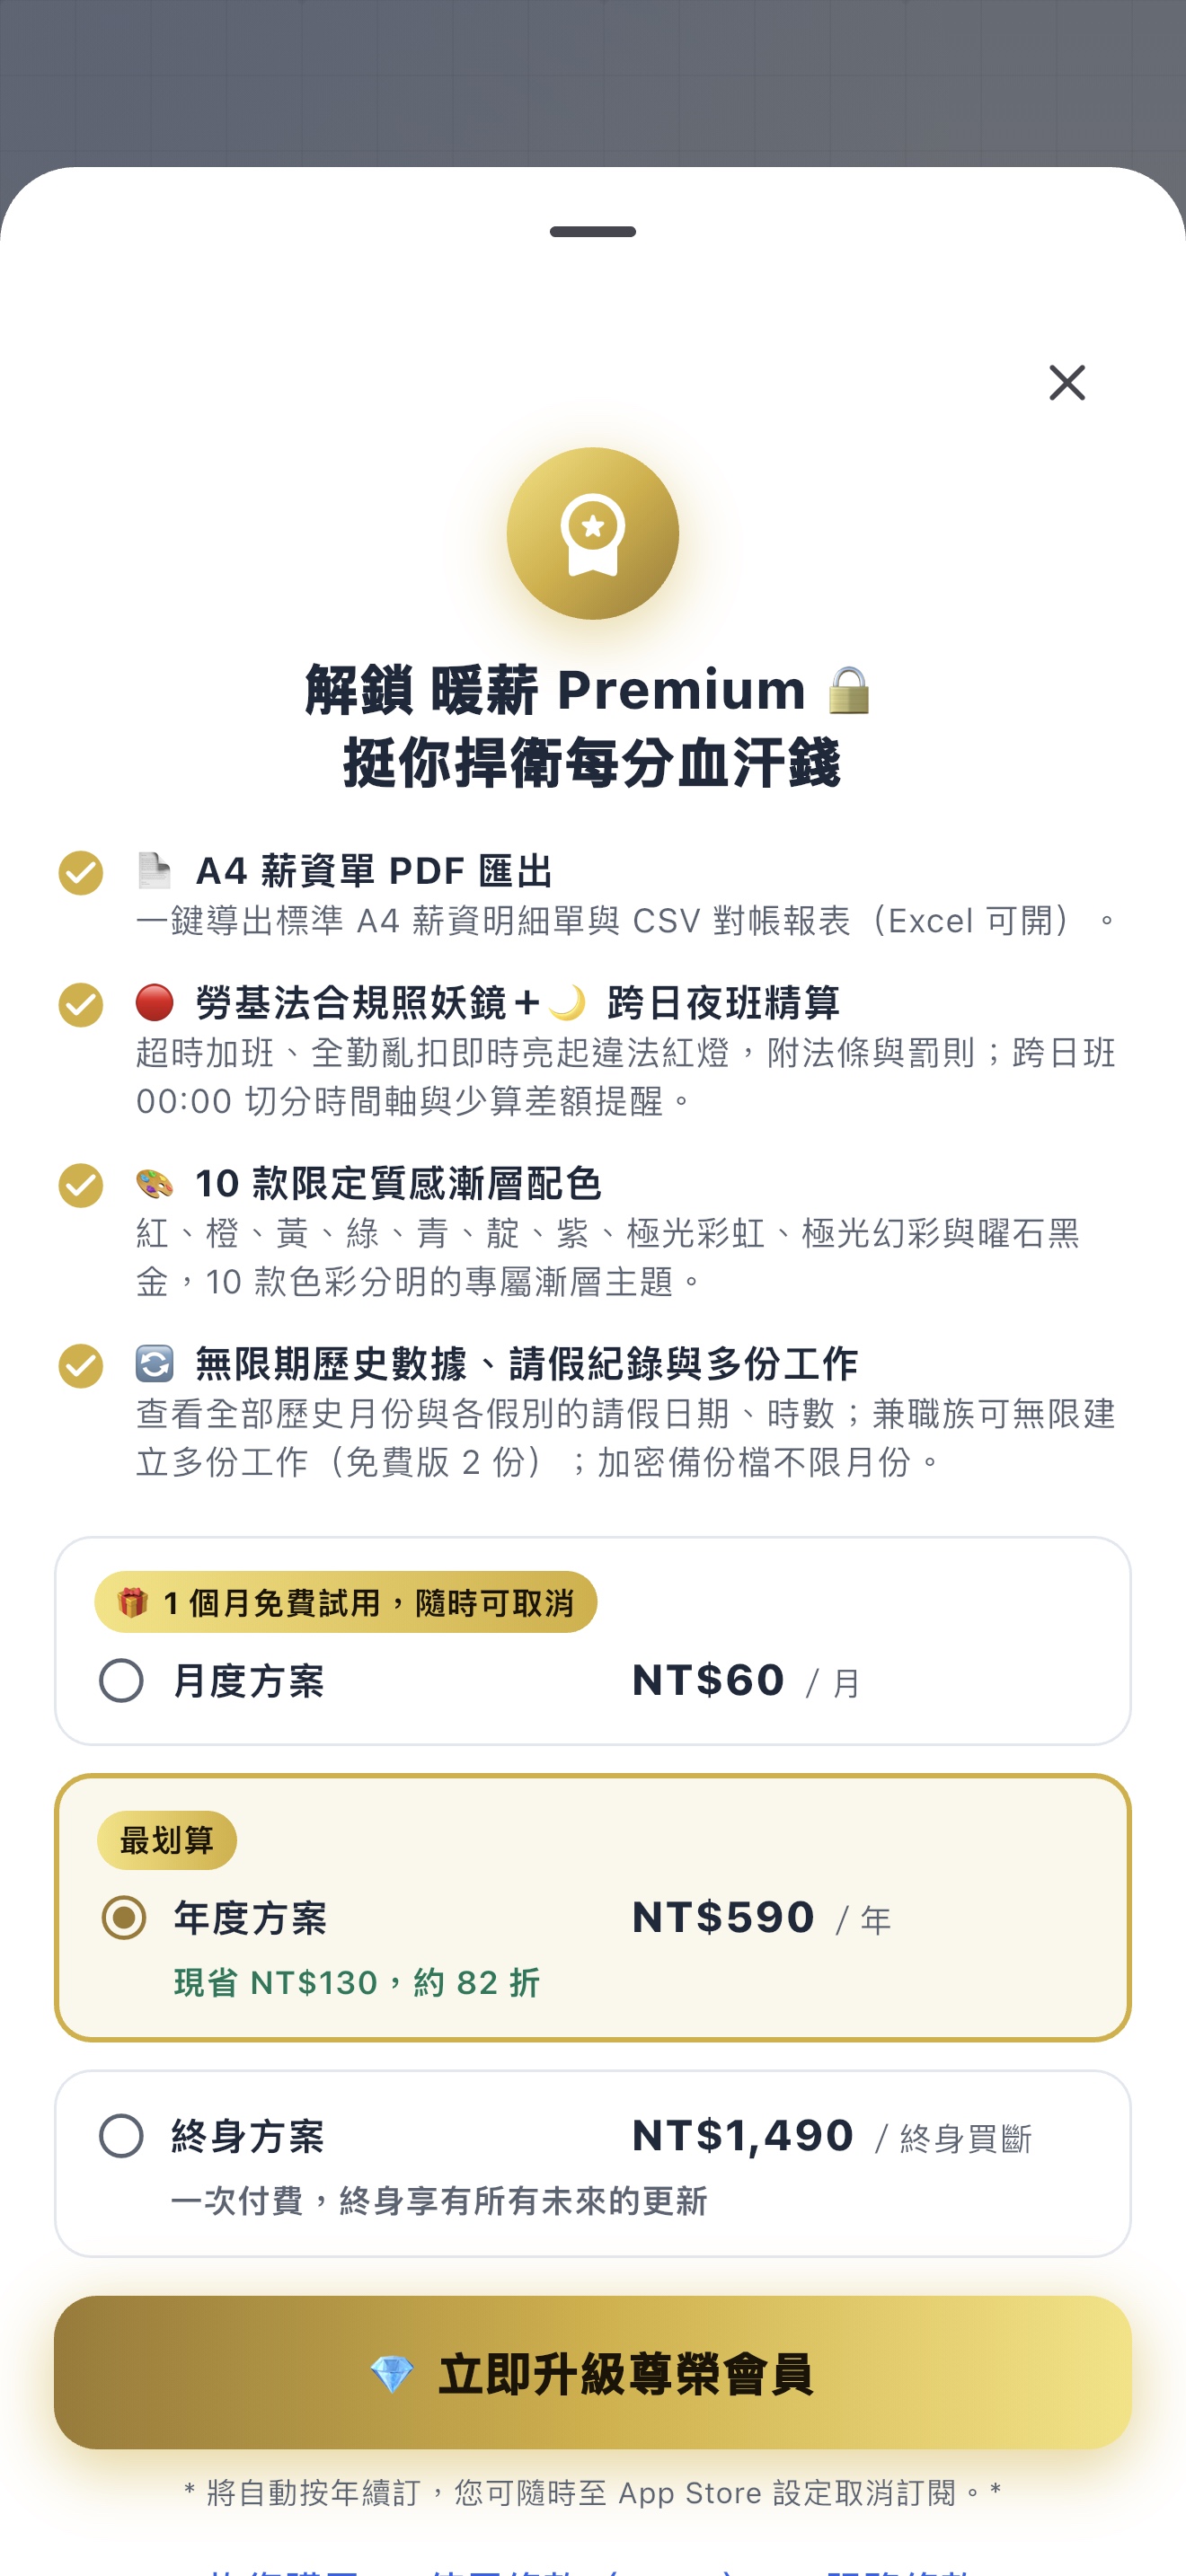 解鎖 暖薪 Premium 🔒
挺你捍衛每分血汗錢
📄 A4 薪資單 PDF 匯出
一鍵導出標準 A4 薪資明細單與 CSV 對帳報表（Excel 可開）。
🔴 勞基法合規照妖鏡＋🌙 跨日夜班精算
超時加班、全勤亂扣即時亮起違法紅燈，附法條與罰則；跨日班
00:00 切分時間軸與少算差額提醒。
🎨 10 款限定質感漸層配色
紅、橙、黃、綠、青、靛、紫、極光彩虹、極光幻彩與曜石黑
金，10 款色彩分明的專屬漸層主題。
🔄 無限期歷史數據、請假紀錄與多份工作
查看全部歷史月份與各假別的請假日期、時數；兼職族可無限建
立多份工作（免費版 2 份）；加密備份檔不限月份。
🎁 1 個月免費試用，隨時可取消
月度方案 NT$60 / 月
最划算
年度方案 NT$590 / 年
現省 NT$130，約 82 折
終身方案 NT$1,490 / 終身買斷
一次付費，終身享有所有未來的更新
💎 立即升級尊榮會員
* 將自動按年續訂，您可隨時至 App Store 設定取消訂閱。*